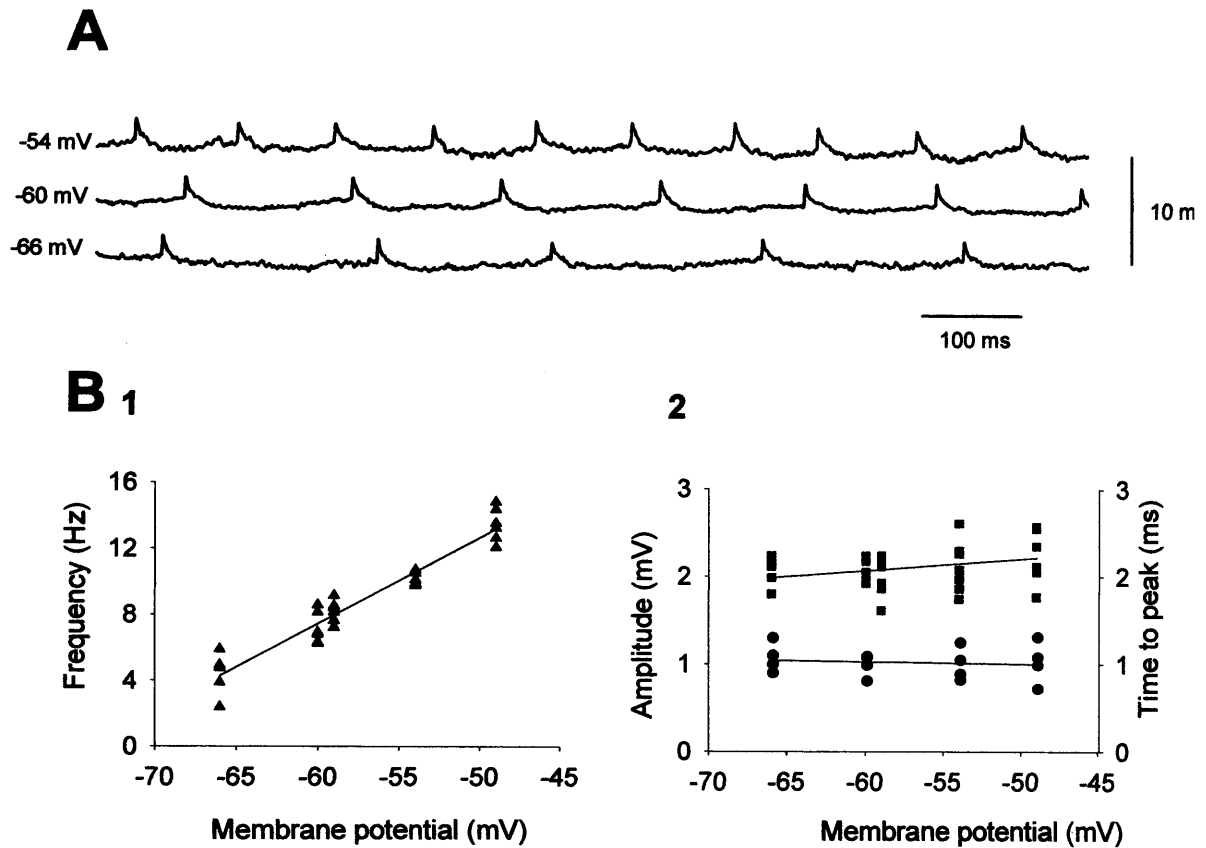 A
-54 mV
-60 mV
-66 mV
10 m
100 ms
B 1
2
Frequency (Hz)
16
12
8
4
0
-70 -65 -60 -55 -50 -45
Membrane potential (mV)
Amplitude (mV)
3
2
1
0
Time to peak (ms)
3
2
1
0
-70 -65 -60 -55 -50 -45
Membrane potential (mV)